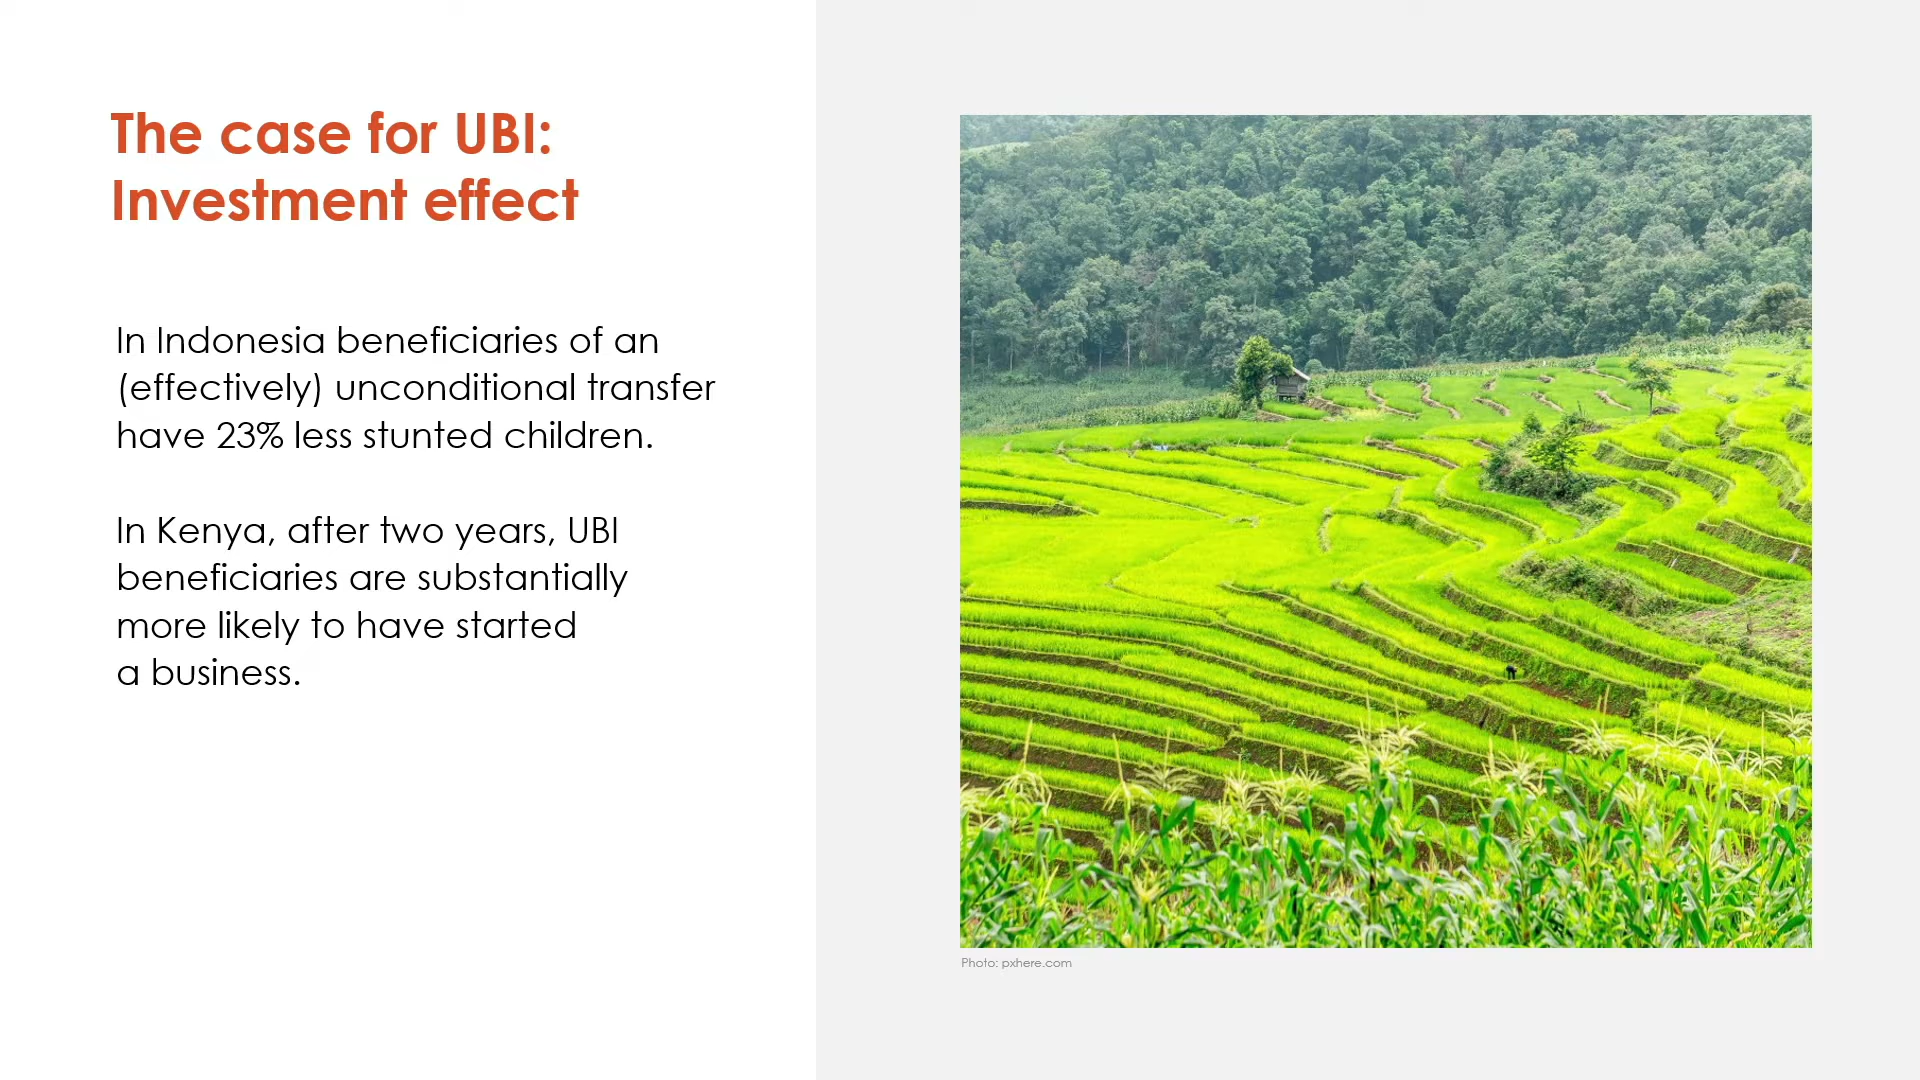 The case for UBI:
Investment effect
In Indonesia beneficiaries of an
(effectively) unconditional transfer
have 23% less stunted children.
In Kenya, after two years, UBI
beneficiaries are substantially
more likely to have started
a business.
Photo: pxhere.com